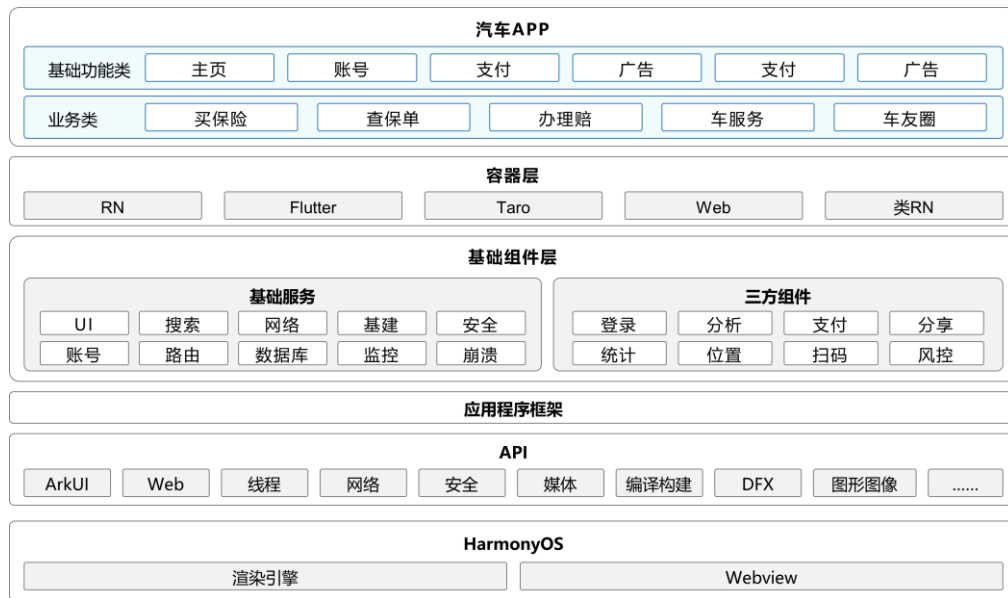 汽车APP
基础功能类 主页 账号 支付 广告 支付 广告
业务类 买保险 查保单 办理赔 车服务 车友圈
容器层
RN Flutter Taro Web 类RN
基础组件层
基础服务 三方组件
UI 搜索 网络 基建 安全 登录 分析 支付 分享
账号 路由 数据库 监控 崩溃 统计 位置 扫码 风控
应用程序框架
API
ArkUI Web 线程 网络 安全 媒体 编译构建 DFX 图形图像 ......
HarmonyOS
渲染引擎 Webview